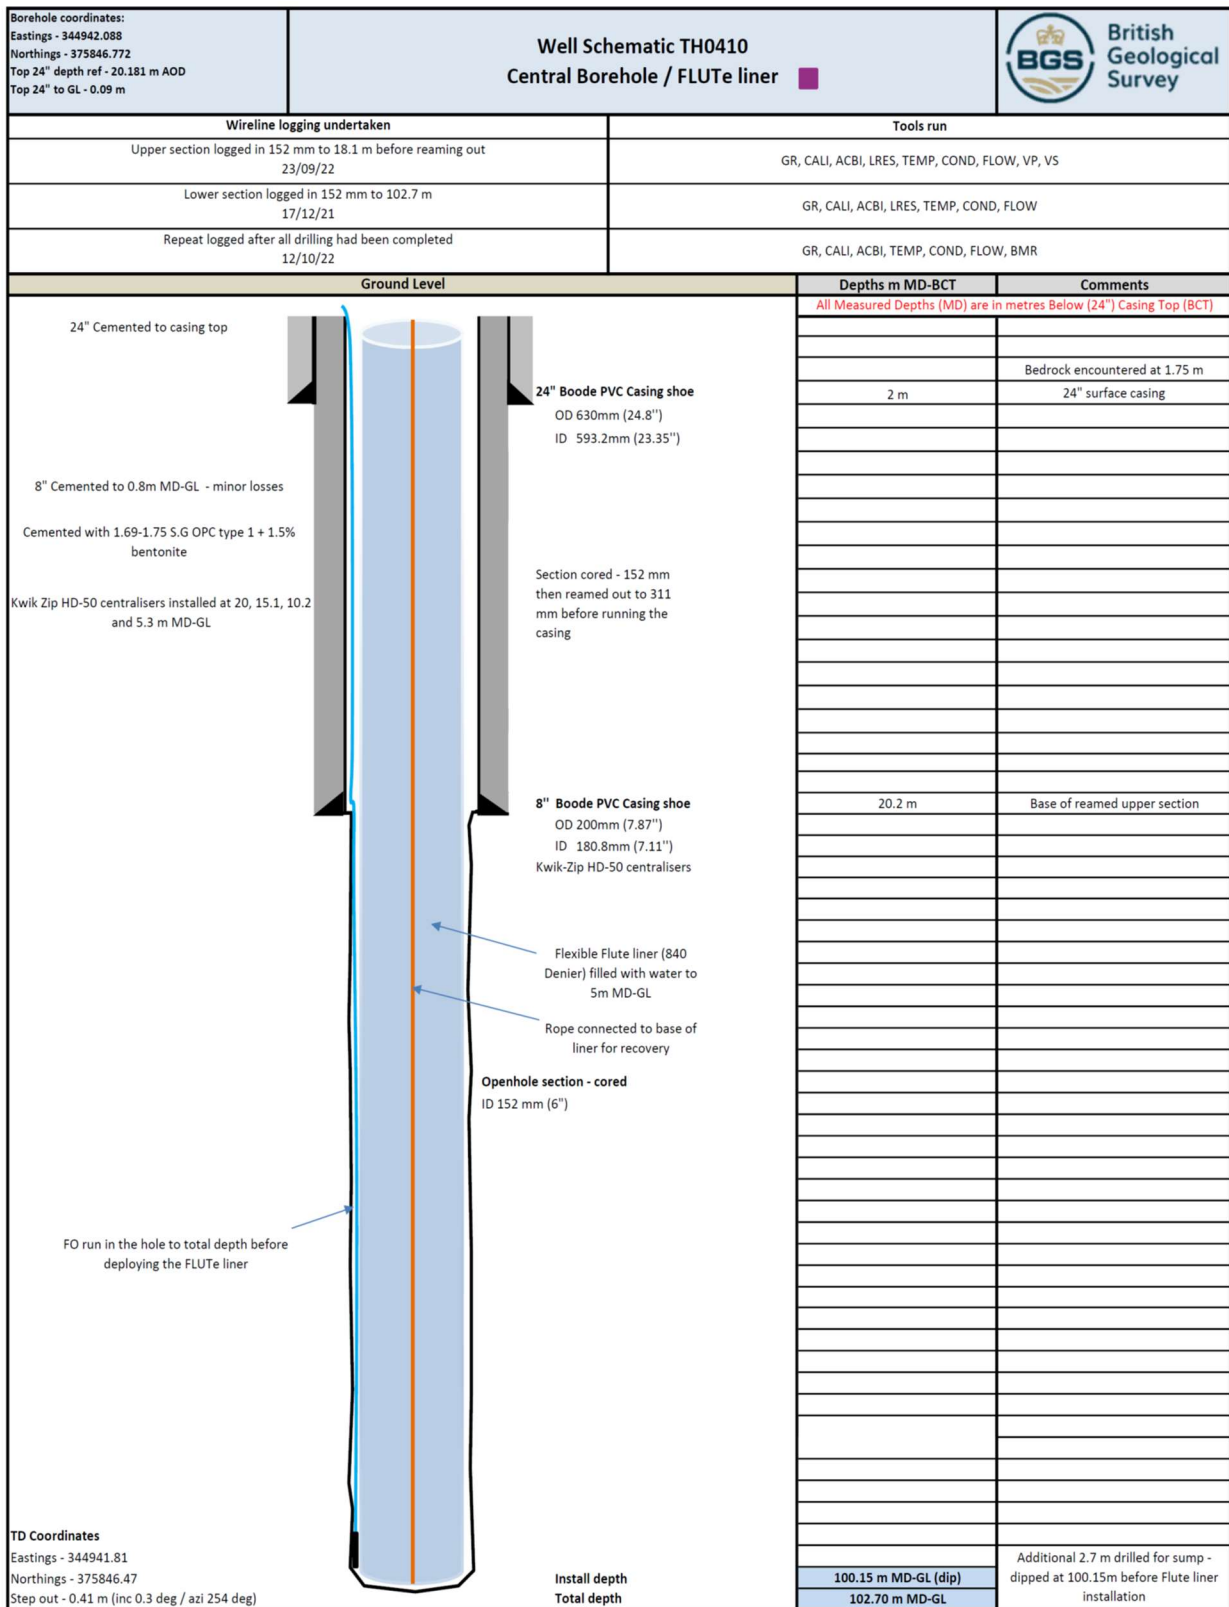 Borehole coordinates:
Eastings - 344942.088
Northings - 375846.772
Top 24" depth ref - 20.181 m AOD
Top 24" to GL - 0.09 m
Well Schematic TH0410
Central Borehole / FLUTe liner
BGS
British
Geological
Survey
Wireline logging undertaken
Tools run
Upper section logged in 152 mm to 18.1 m before reaming out
23/09/22
GR, CALI, ACBI, LRES, TEMP, COND, FLOW, VP, VS
Lower section logged in 152 mm to 102.7 m
17/12/21
GR, CALI, ACBI, LRES, TEMP, COND, FLOW
Repeat logged after all drilling had been completed
12/10/22
GR, CALI, ACBI, TEMP, COND, FLOW, BMR
Ground Level
Depths m MD-BCT
Comments
All Measured Depths (MD) are in metres Below (24") Casing Top (BCT)
24" Cemented to casing top
Bedrock encountered at 1.75 m
24" Boode PVC Casing shoe
OD 630mm (24.8'')
ID 593.2mm (23.35'')
2 m
24" surface casing
8" Cemented to 0.8m MD-GL - minor losses
Cemented with 1.69-1.75 S.G OPC type 1 + 1.5%
bentonite
Kwik Zip HD-50 centralisers installed at 20, 15.1, 10.2
and 5.3 m MD-GL
Section cored - 152 mm
then reamed out to 311
mm before running the
casing
8'' Boode PVC Casing shoe
OD 200mm (7.87'')
ID 180.8mm (7.11'')
Kwik-Zip HD-50 centralisers
20.2 m
Base of reamed upper section
Flexible Flute liner (840
Denier) filled with water to
5m MD-GL
Rope connected to base of
liner for recovery
Openhole section - cored
ID 152 mm (6")
FO run in the hole to total depth before
deploying the FLUTe liner
TD Coordinates
Eastings - 344941.81
Northings - 375846.47
Step out - 0.41 m (inc 0.3 deg / azi 254 deg)
Install depth
Total depth
100.15 m MD-GL (dip)
102.70 m MD-GL
Additional 2.7 m drilled for sump -
dipped at 100.15m before Flute liner
installation